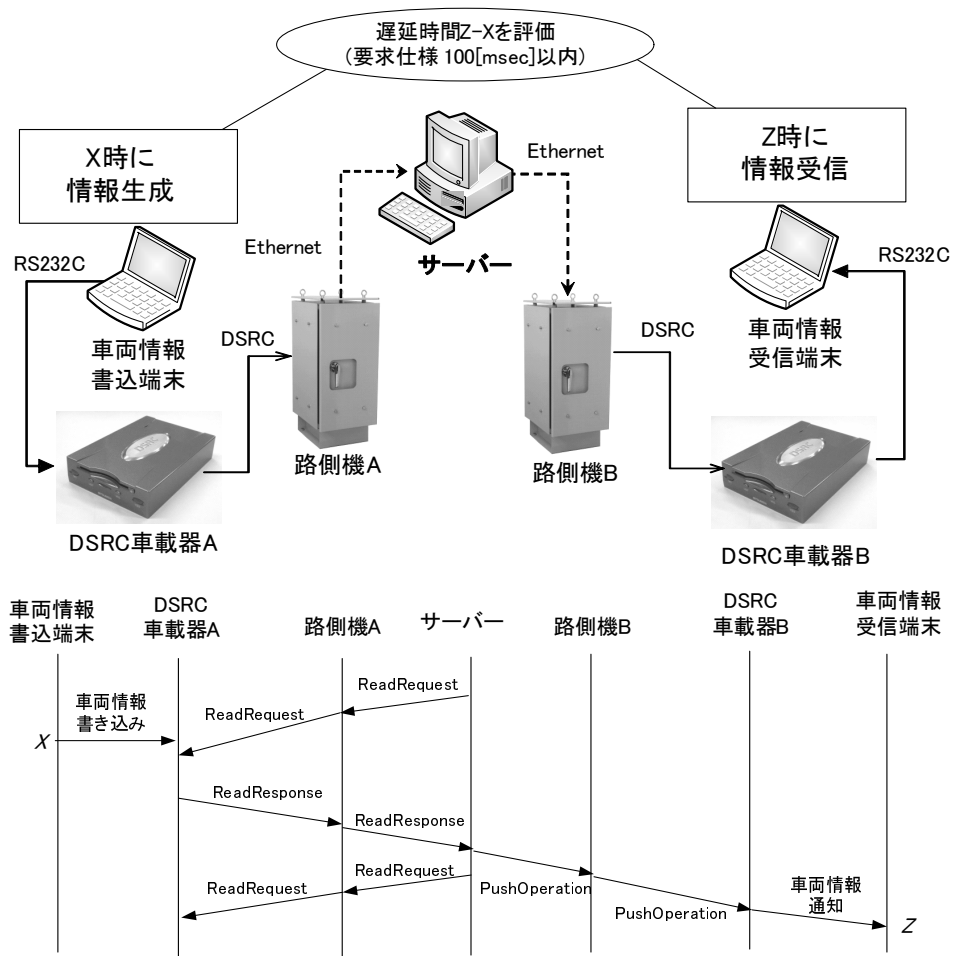 遅延時間Z-Xを評価
(要求仕様 100[msec]以内)
X時に
情報生成
Z時に
情報受信
Ethernet
Ethernet
サーバー
RS232C
RS232C
車両情報
書込端末
車両情報
受信端末
DSRC
DSRC
DSRC
DSRC
路側機A
路側機B
DSRC車載器A
DSRC車載器B
車両情報
書込端末
DSRC
車載器A
路側機A
サーバー
路側機B
DSRC
車載器B
車両情報
受信端末
車両情報
書き込み
X
ReadRequest
ReadRequest
ReadResponse
ReadResponse
ReadRequest
ReadRequest
PushOperation
PushOperation
車両情報
通知
Z